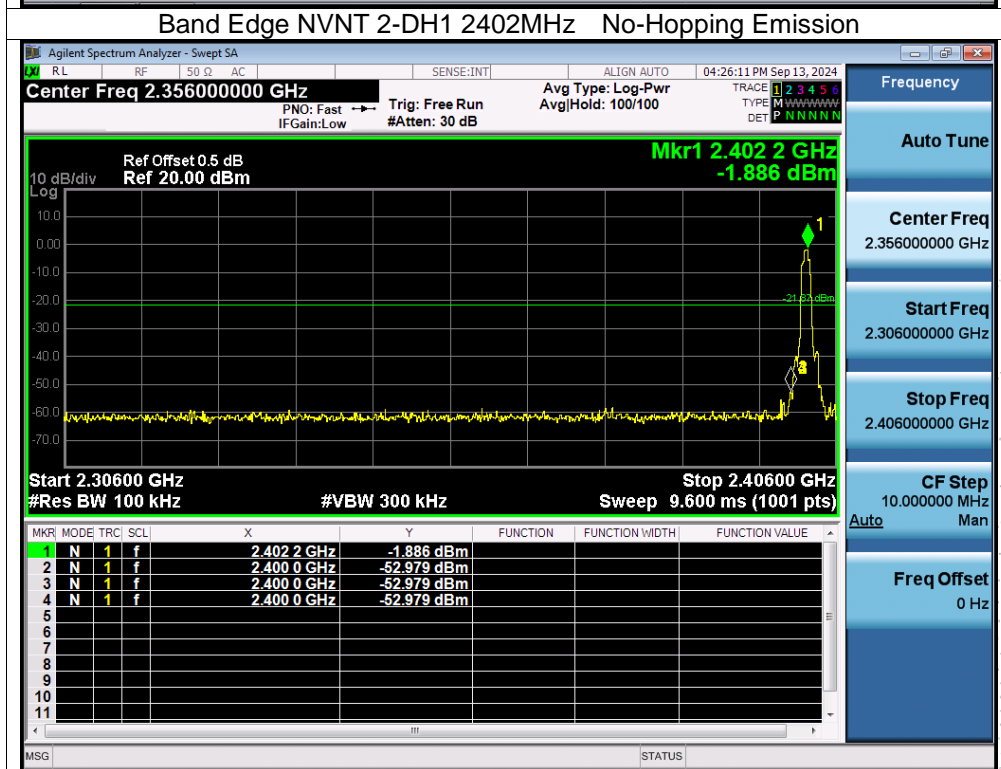 Band Edge NVNT 2-DH1 2402MHz No-Hopping Emission
Agilent Spectrum Analyzer - Swept SA
LXI RL RF 50 Ω AC SENSE:INT ALIGN AUTO 04:26:11 PM Sep 13, 2024
Center Freq 2.356000000 GHz
PNO: Fast
IFGain:Low
Trig: Free Run
#Atten: 30 dB
Avg Type: Log-Pwr
Avg|Hold: 100/100
TRACE 1 2 3 4 5 6
TYPE M WWWWW
DET P N N N N N
Frequency
Auto Tune
Center Freq
2.356000000 GHz
Start Freq
2.306000000 GHz
Stop Freq
2.406000000 GHz
CF Step
10.000000 MHz
Auto Man
Freq Offset
0 Hz
Mkr1 2.402 2 GHz
-1.886 dBm
Ref Offset 0.5 dB
10 dB/div Ref 20.00 dBm
Log
10.0
0.00
-10.0
-20.0
-30.0
-40.0
-50.0
-60.0
-70.0
1
-21.87 dBm
Start 2.30600 GHz Stop 2.40600 GHz
#Res BW 100 kHz #VBW 300 kHz Sweep 9.600 ms (1001 pts)
MKR MODE TRC SCL X Y FUNCTION FUNCTION WIDTH FUNCTION VALUE
1 N 1 f 2.402 2 GHz -1.886 dBm
2 N 1 f 2.400 0 GHz -52.979 dBm
3 N 1 f 2.400 0 GHz -52.979 dBm
4 N 1 f 2.400 0 GHz -52.979 dBm
5
6
7
8
9
10
11
MSG STATUS